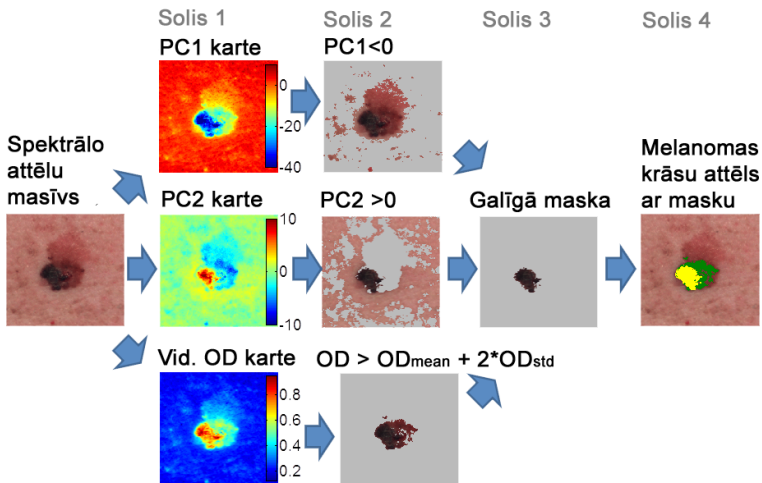 Solis 1
Solis 2
Solis 3
Solis 4
PC1 karte
PC1<0
0
-20
-40
Spektrālo
attēlu
masīvs
PC2 karte
PC2 >0
Galīgā maska
Melanomas
krāsu attēls
ar masku
10
0
-10
Vid. OD karte
OD > ODmean + 2*ODstd
0.8
0.6
0.4
0.2